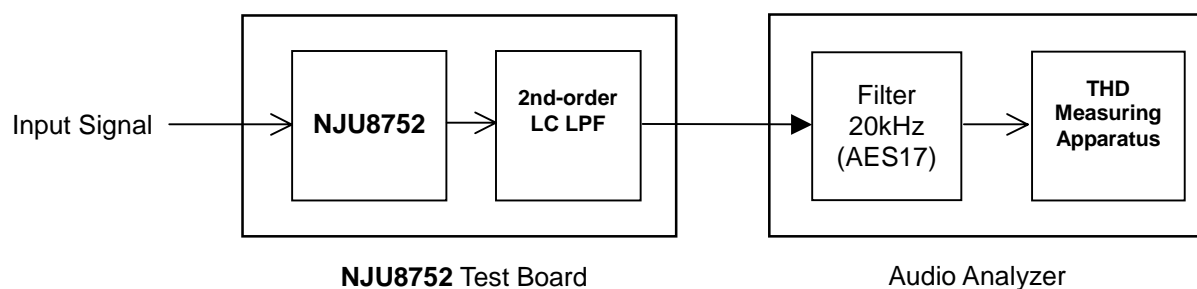 Input Signal
NJU8752
2nd-order
LC LPF
Filter
20kHz
(AES17)
THD
Measuring
Apparatus
NJU8752 Test Board
Audio Analyzer